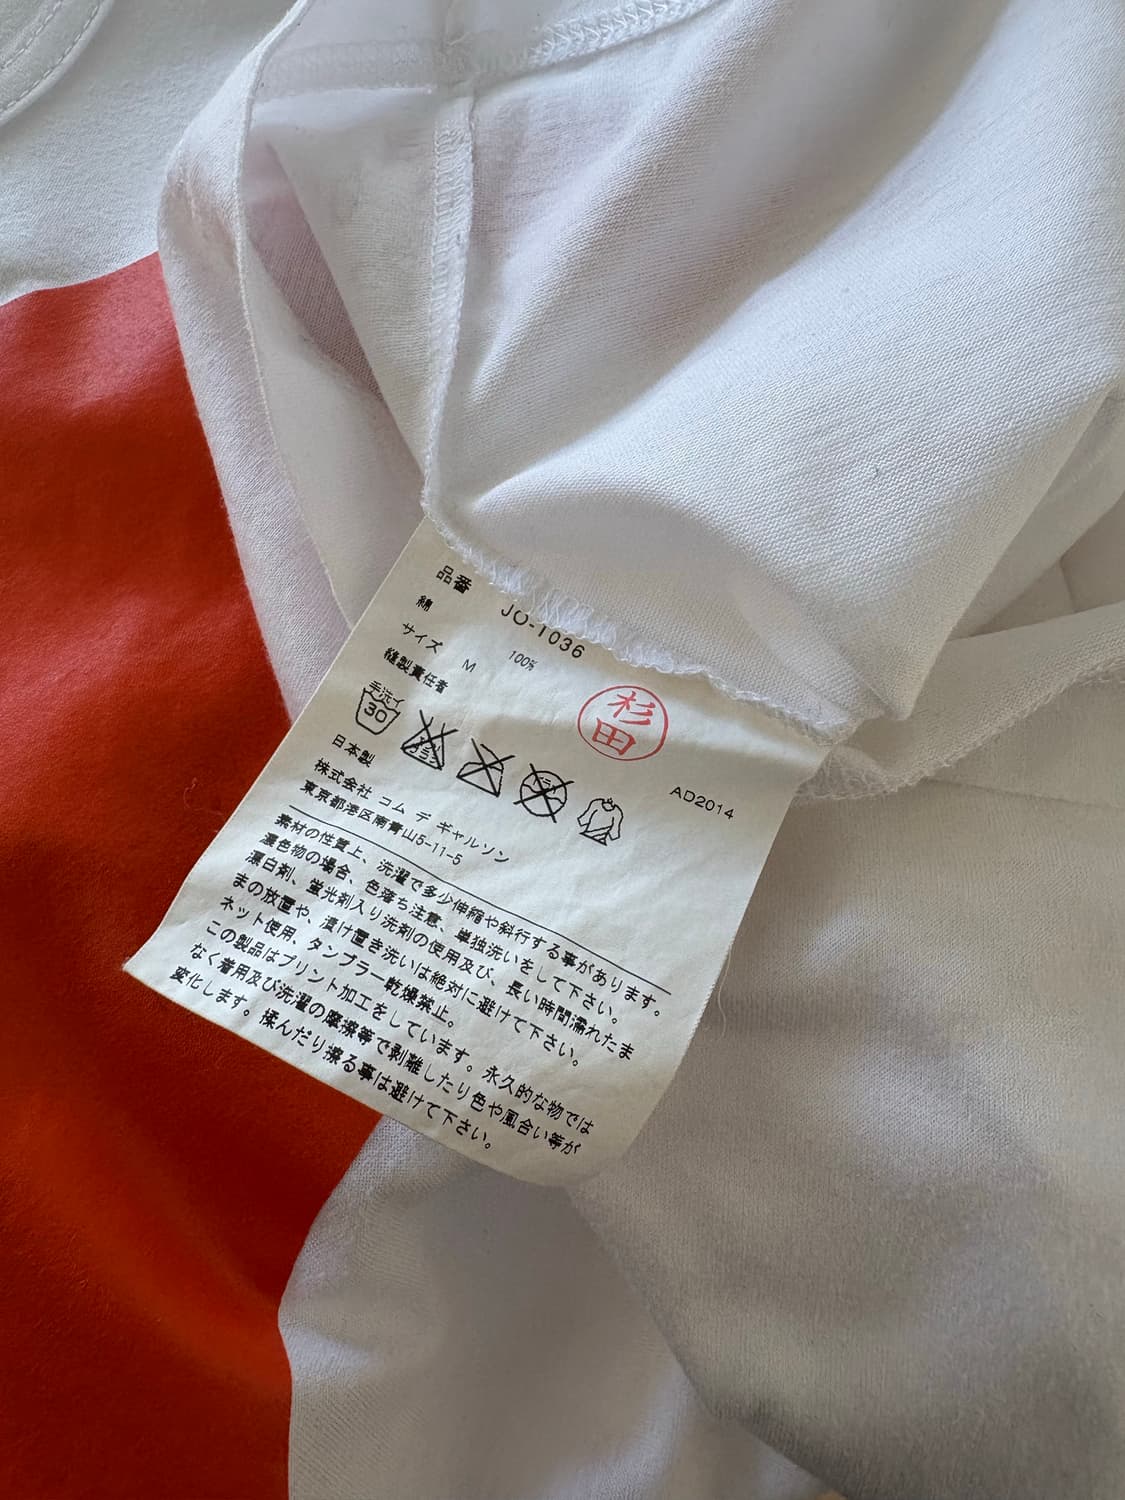 品番 JO-1036
綿 100%
サイズ M
縫製責任者
杉田
手洗イ
30
エンソ
サラシ
ドライ
AD2014
日本製
株式会社 コム デ ギャルソン
東京都港区南青山5-11-5
素材の性質上、洗濯で多少伸縮や斜行する事があります。
濃色物の場合、色落ち注意、単独洗いをして下さい。
漂白剤、蛍光剤入り洗剤の使用及び、長い時間濡れたま
まの放置や、漬け置き洗いは絶対に避けて下さい。
ネット使用、タンブラー乾燥禁止。
この製品はプリント加工をしています。永久的な物では
なく着用及び洗濯の摩擦等で剥離したり色や風合い等が
変化します。揉んだり擦る事は避けて下さい。